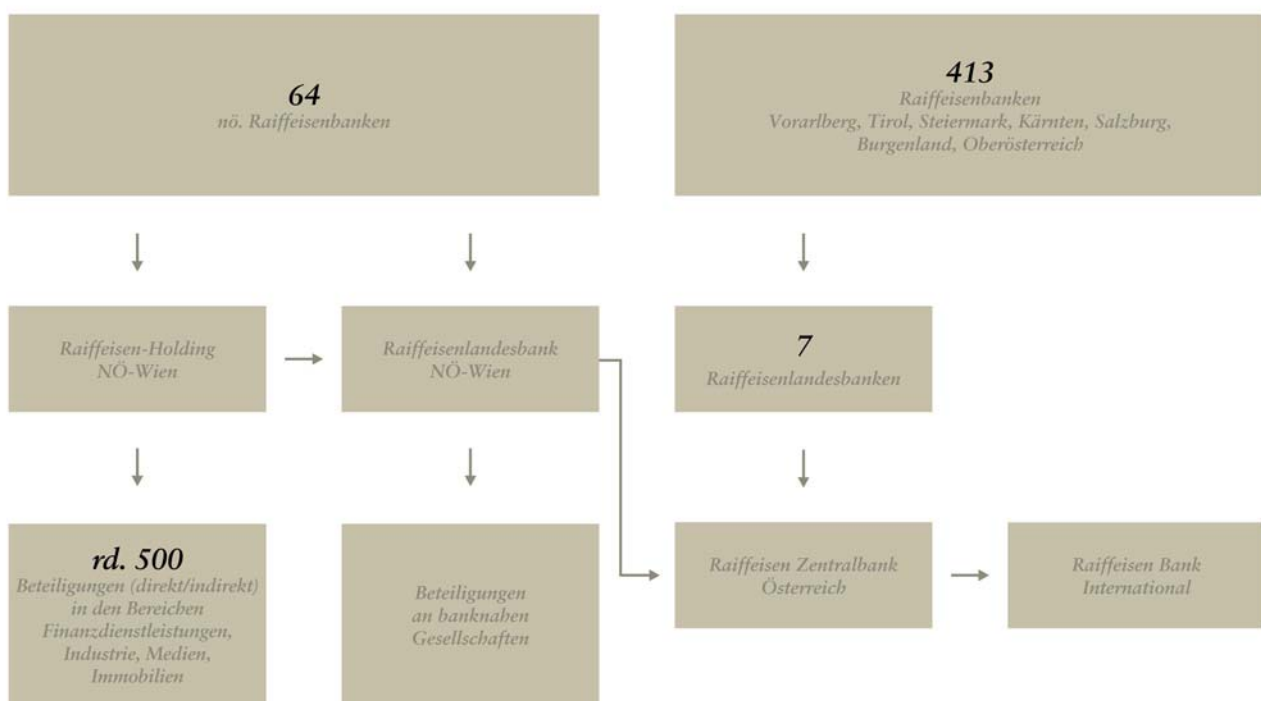 64
nö. Raiffeisenbanken
413
Raiffeisenbanken
Vorarlberg, Tirol, Steiermark, Kärnten, Salzburg,
Burgenland, Oberösterreich
Raiffeisen-Holding
NÖ-Wien
Raiffeisenlandesbank
NÖ-Wien
7
Raiffeisenlandesbanken
rd. 500
Beteiligungen (direkt/indirekt)
in den Bereichen
Finanzdienstleistungen,
Industrie, Medien,
Immobilien
Beteiligungen
an banknahen
Gesellschaften
Raiffeisen Zentralbank
Österreich
Raiffeisen Bank
International